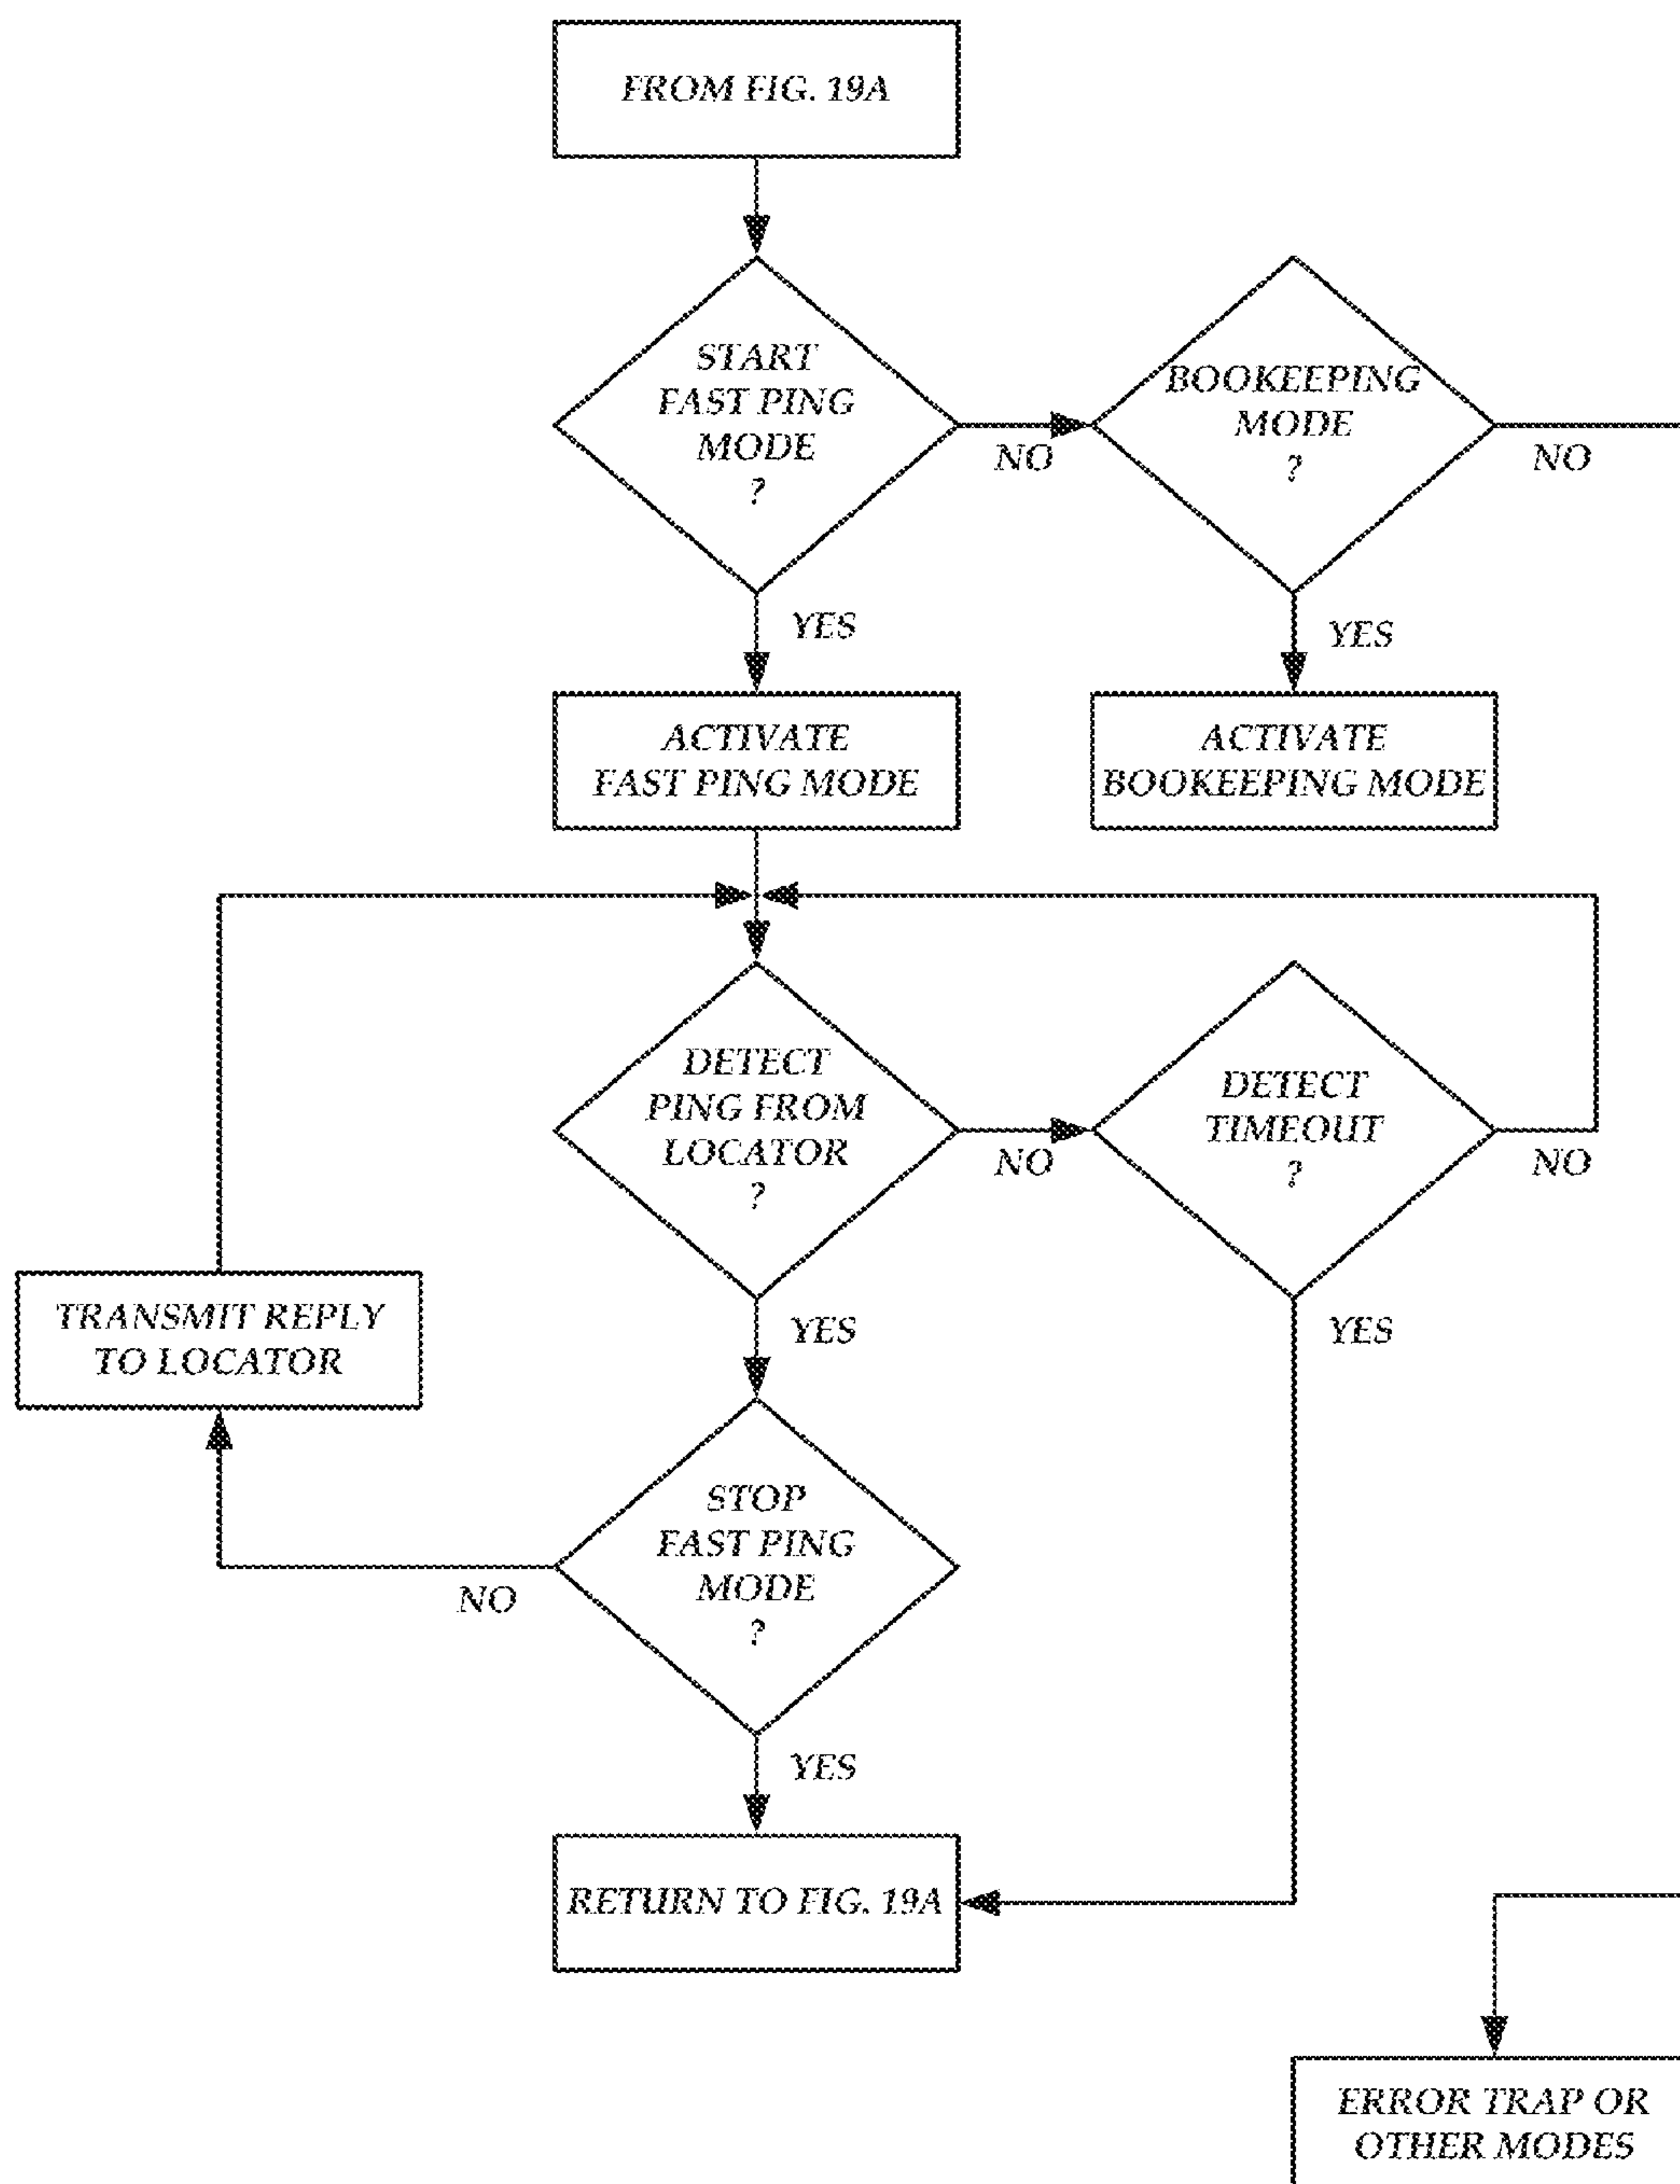 FROM FIG. 19A
START
FAST PING
MODE
?
NO
BOOKEEPING
MODE
?
NO
YES
YES
ACTIVATE
FAST PING MODE
ACTIVATE
BOOKEEPING MODE
DETECT
PING FROM
LOCATOR
?
NO
DETECT
TIMEOUT
?
NO
YES
YES
TRANSMIT REPLY
TO LOCATOR
STOP
FAST PING
MODE
?
NO
YES
RETURN TO FIG. 19A
ERROR TRAP OR
OTHER MODES